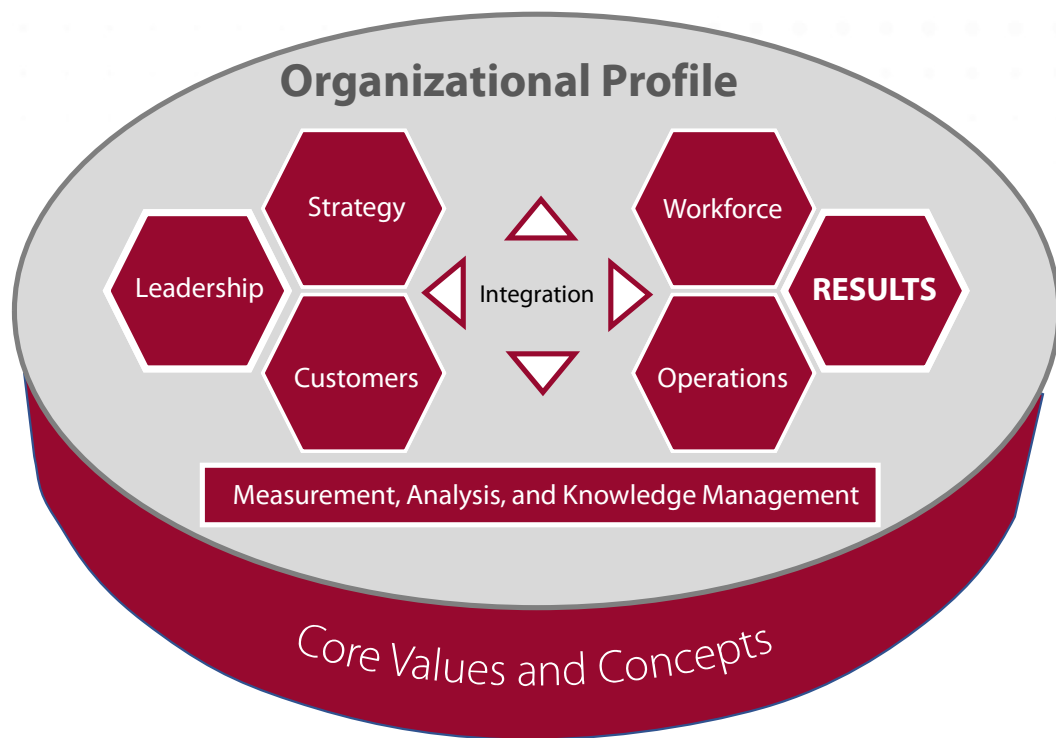 Organizational Profile
Strategy
Workforce
Leadership
Integration
RESULTS
Customers
Operations
Measurement, Analysis, and Knowledge Management
Core Values and Concepts